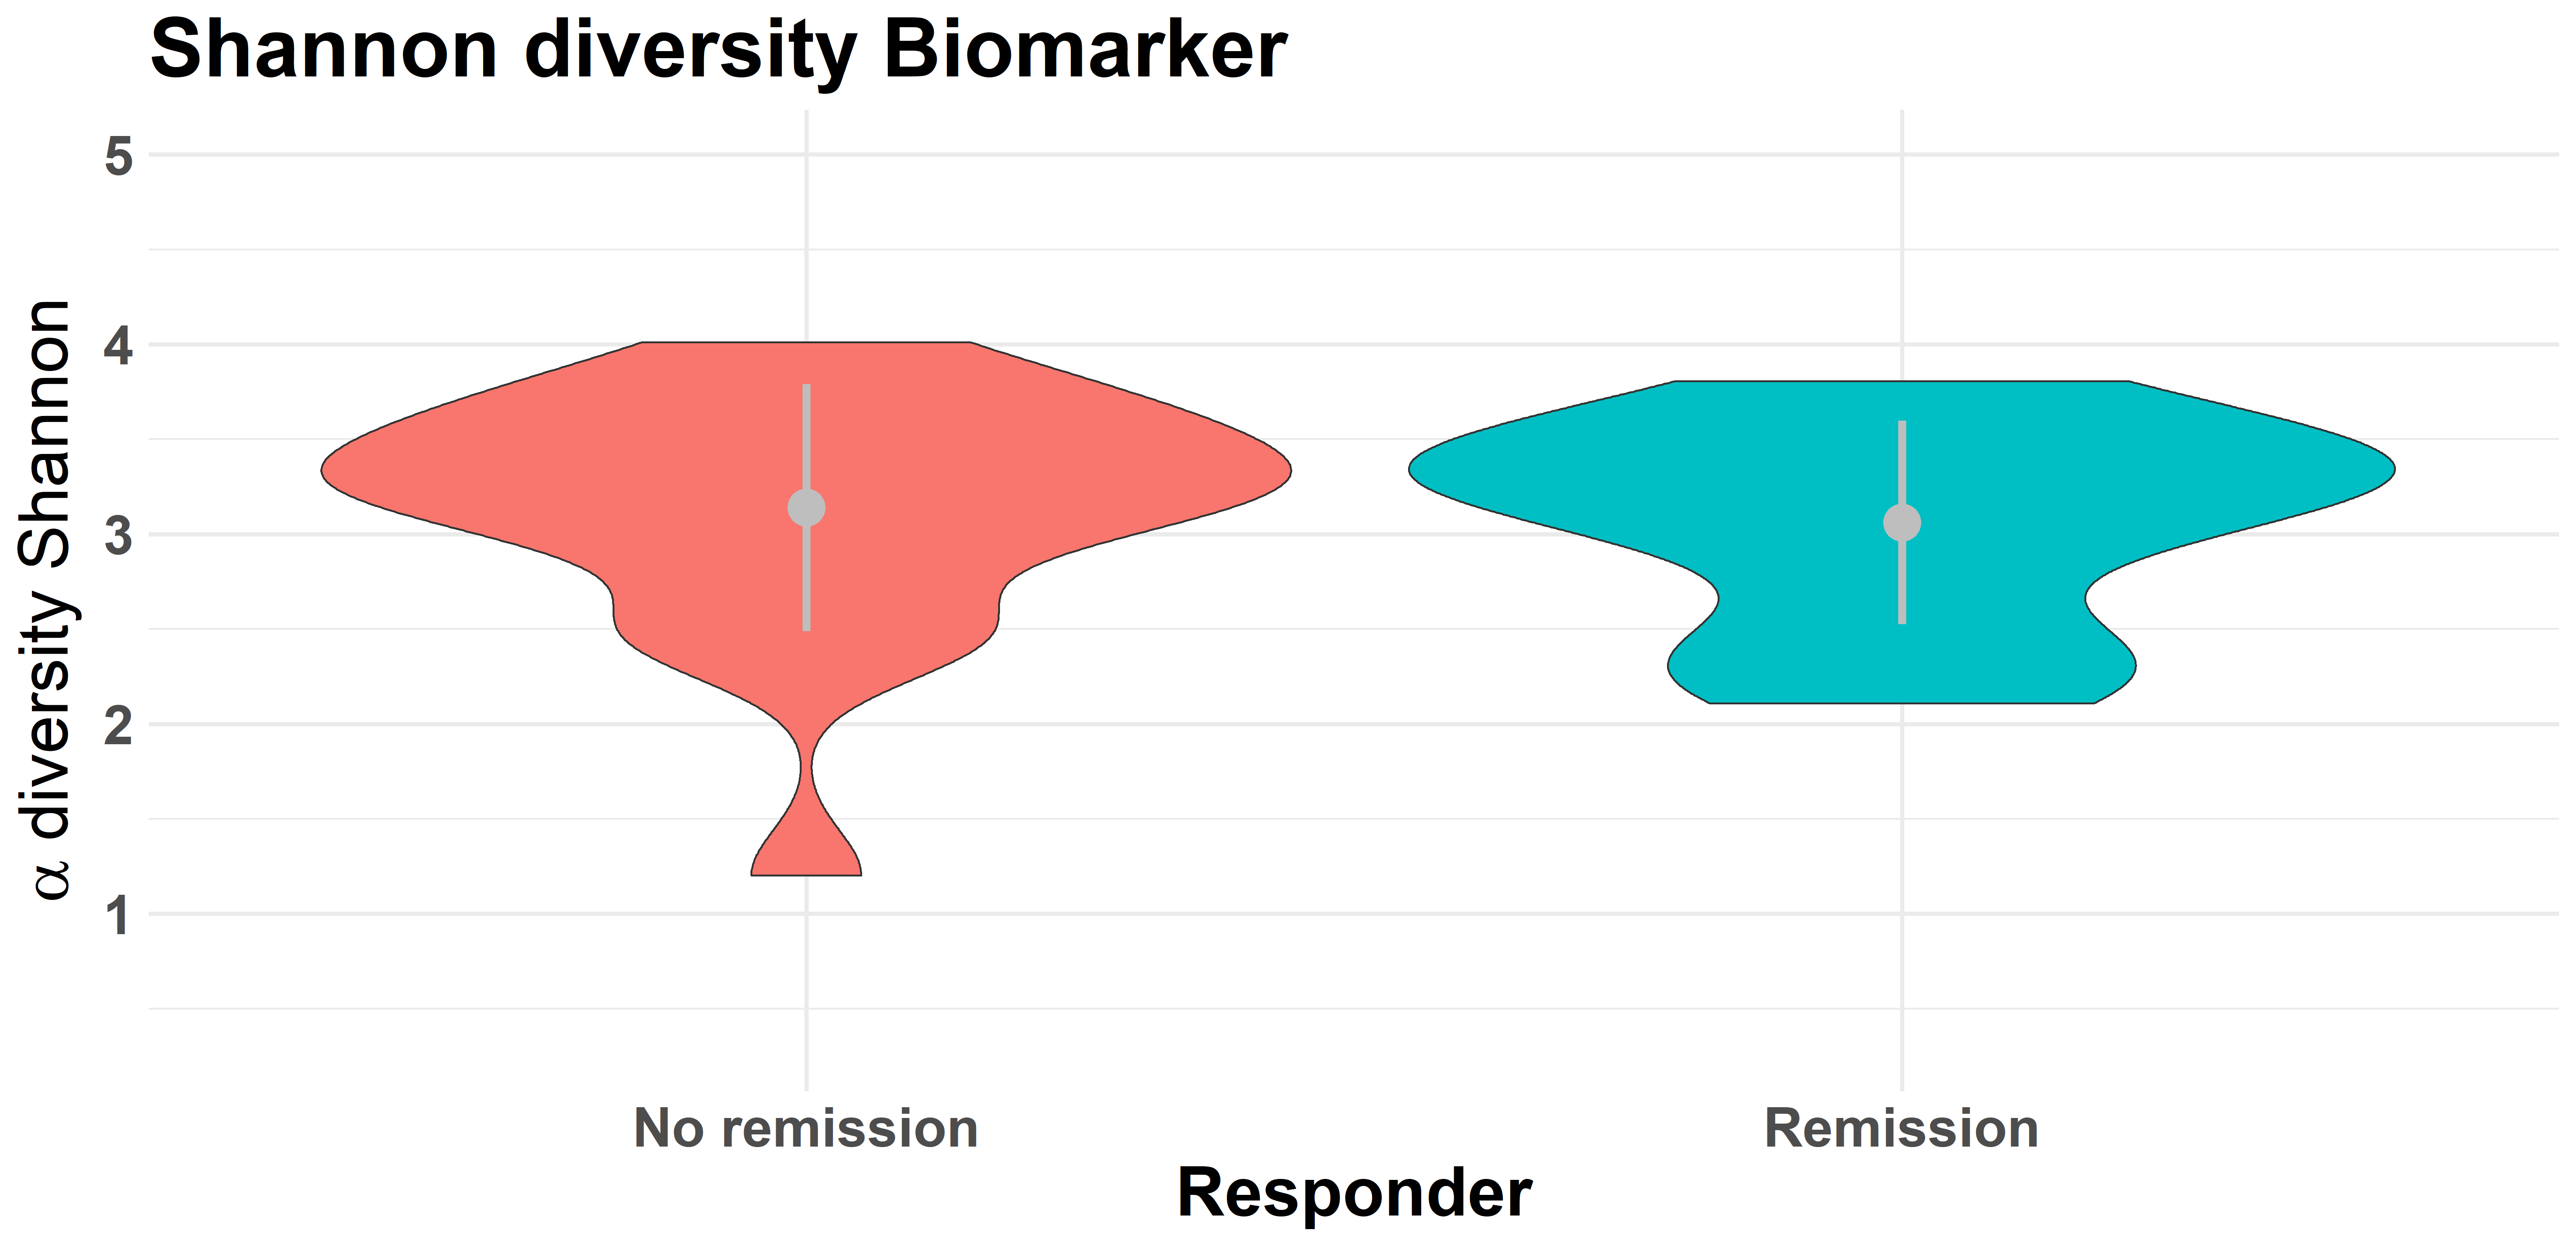 Shannon diversity Biomarker
α diversity Shannon
5
4
3
2
1
No remission
Remission
Responder